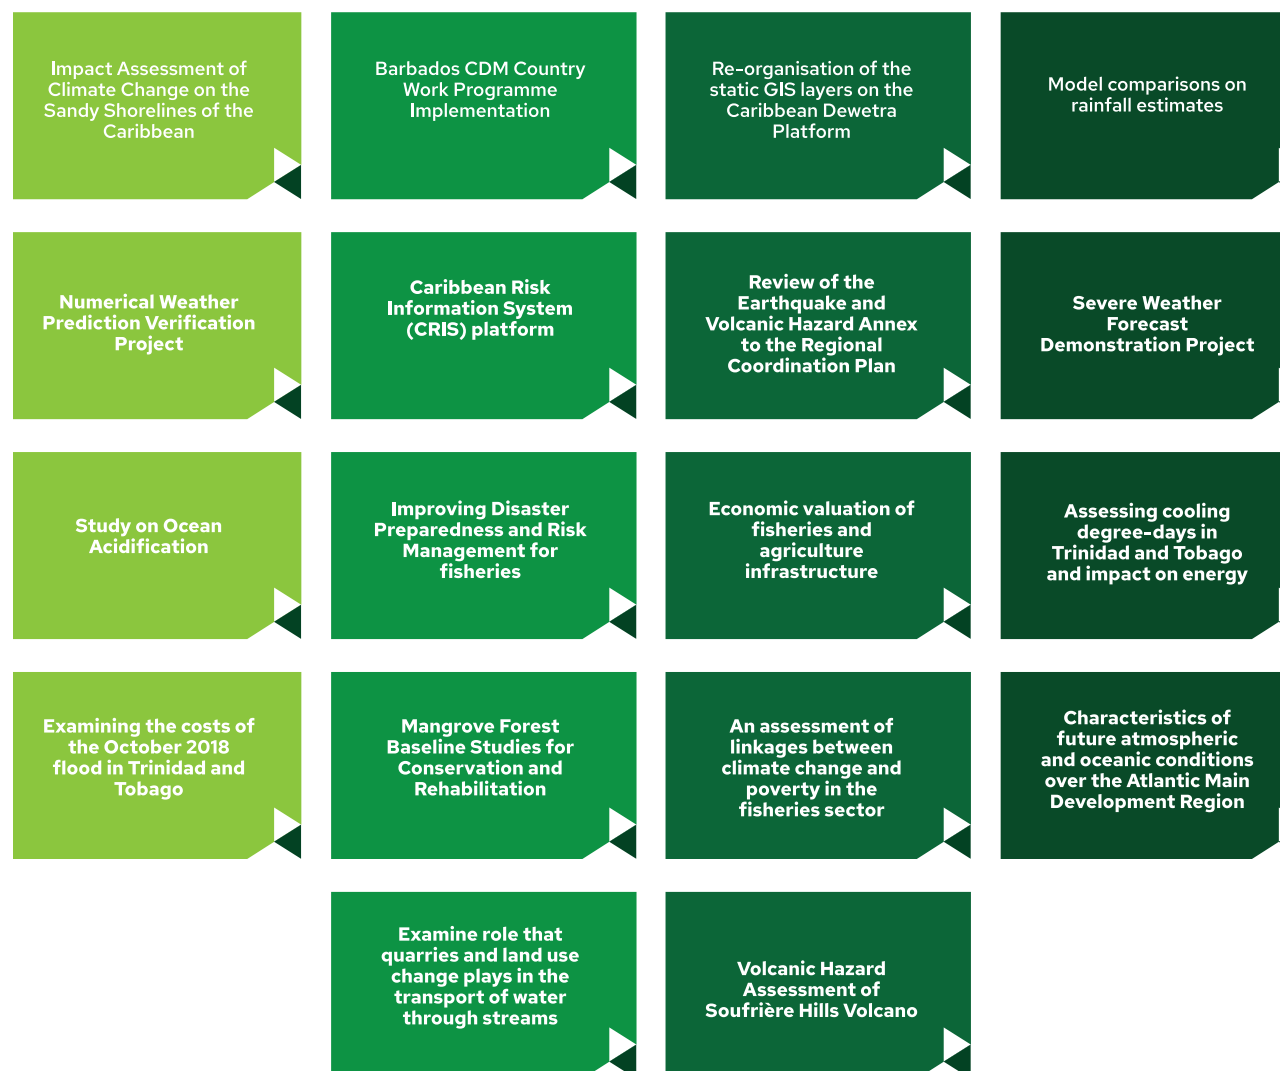 Impact Assessment of
Climate Change on the
Sandy Shorelines of the
Caribbean
Barbados CDM Country
Work Programme
Implementation
Re-organisation of the
static GIS layers on the
Caribbean Dewetra
Platform
Model comparisons on
rainfall estimates
Numerical Weather
Prediction Verification
Project
Caribbean Risk
Information System
(CRIS) platform
Review of the
Earthquake and
Volcanic Hazard Annex
to the Regional
Coordination Plan
Severe Weather
Forecast
Demonstration Project
Study on Ocean
Acidification
Improving Disaster
Preparedness and Risk
Management for
fisheries
Economic valuation of
fisheries and
agriculture
infrastructure
Assessing cooling
degree-days in
Trinidad and Tobago
and impact on energy
Examining the costs of
the October 2018
flood in Trinidad and
Tobago
Mangrove Forest
Baseline Studies for
Conservation and
Rehabilitation
An assessment of
linkages between
climate change and
poverty in the
fisheries sector
Characteristics of
future atmospheric
and oceanic conditions
over the Atlantic Main
Development Region
Examine role that
quarries and land use
change plays in the
transport of water
through streams
Volcanic Hazard
Assessment of
Soufrière Hills Volcano